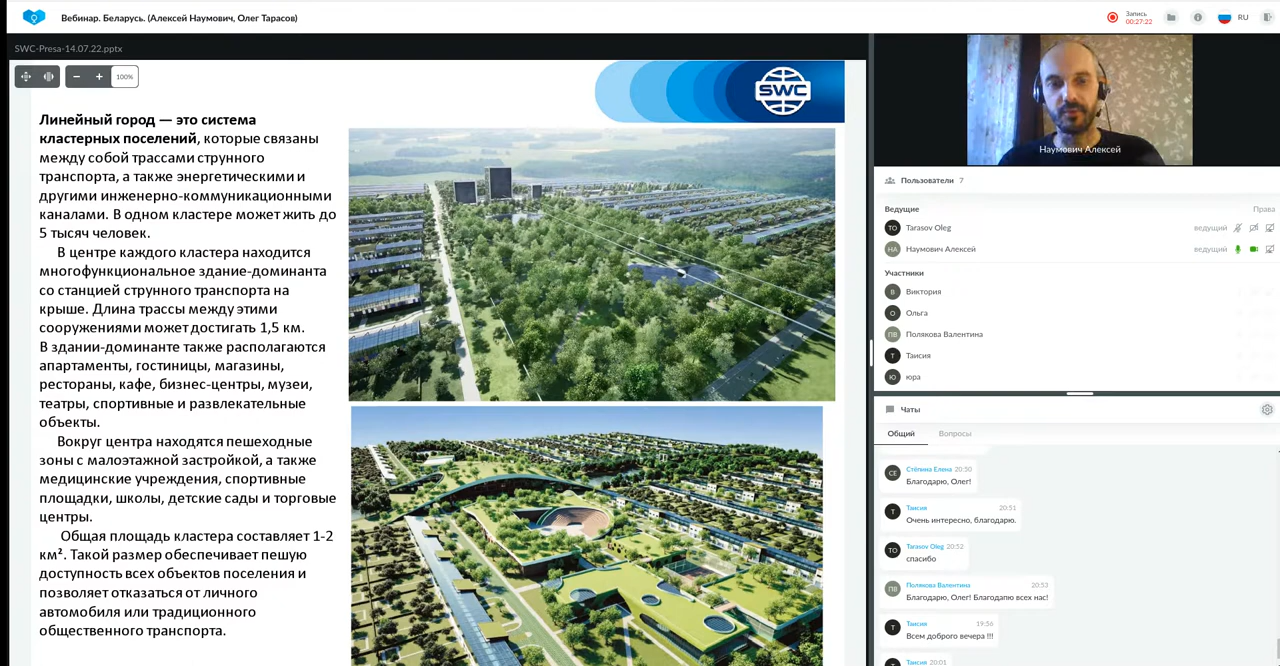 Вебинар. Беларусь. (Алексей Наумович, Олег Тарасов)
Запись
00:27:22
RU
SWC-Presa-14.07.22.pptx
100%
SWC
Линейный город — это система
кластерных поселений, которые связаны
между собой трассами струнного
транспорта, а также энергетическими и
другими инженерно-коммуникационными
каналами. В одном кластере может жить до
5 тысяч человек.
В центре каждого кластера находится
многофункциональное здание-доминанта
со станцией струнного транспорта на
крыше. Длина трассы между этими
сооружениями может достигать 1,5 км.
В здании-доминанте также располагаются
апартаменты, гостиницы, магазины,
рестораны, кафе, бизнес-центры, музеи,
театры, спортивные и развлекательные
объекты.
Вокруг центра находятся пешеходные
зоны с малоэтажной застройкой, а также
медицинские учреждения, спортивные
площадки, школы, детские сады и торговые
центры.
Общая площадь кластера составляет 1-2
км². Такой размер обеспечивает пешую
доступность всех объектов поселения и
позволяет отказаться от личного
автомобиля или традиционного
общественного транспорта.
Наумович Алексей
Пользователи 7
Ведущие Права
TO Tarasov Oleg ведущий
НА Наумович Алексей ведущий
Участники
В Виктория
О Ольга
ПВ Полякова Валентина
Т Таисия
Ю юра
Чаты
Общий Вопросы
СЕ Стёпина Елена 20:50
Благодарю, Олег!
Т Таисия 20:51
Очень интересно, благодарю.
TO Tarasov Oleg 20:52
спасибо
ПВ Полякова Валентина 20:53
Благодарю, Олег! Благодапю всех нас!
Т Таисия 19:56
Всем доброго вечера !!!
Т Таисия 20:01